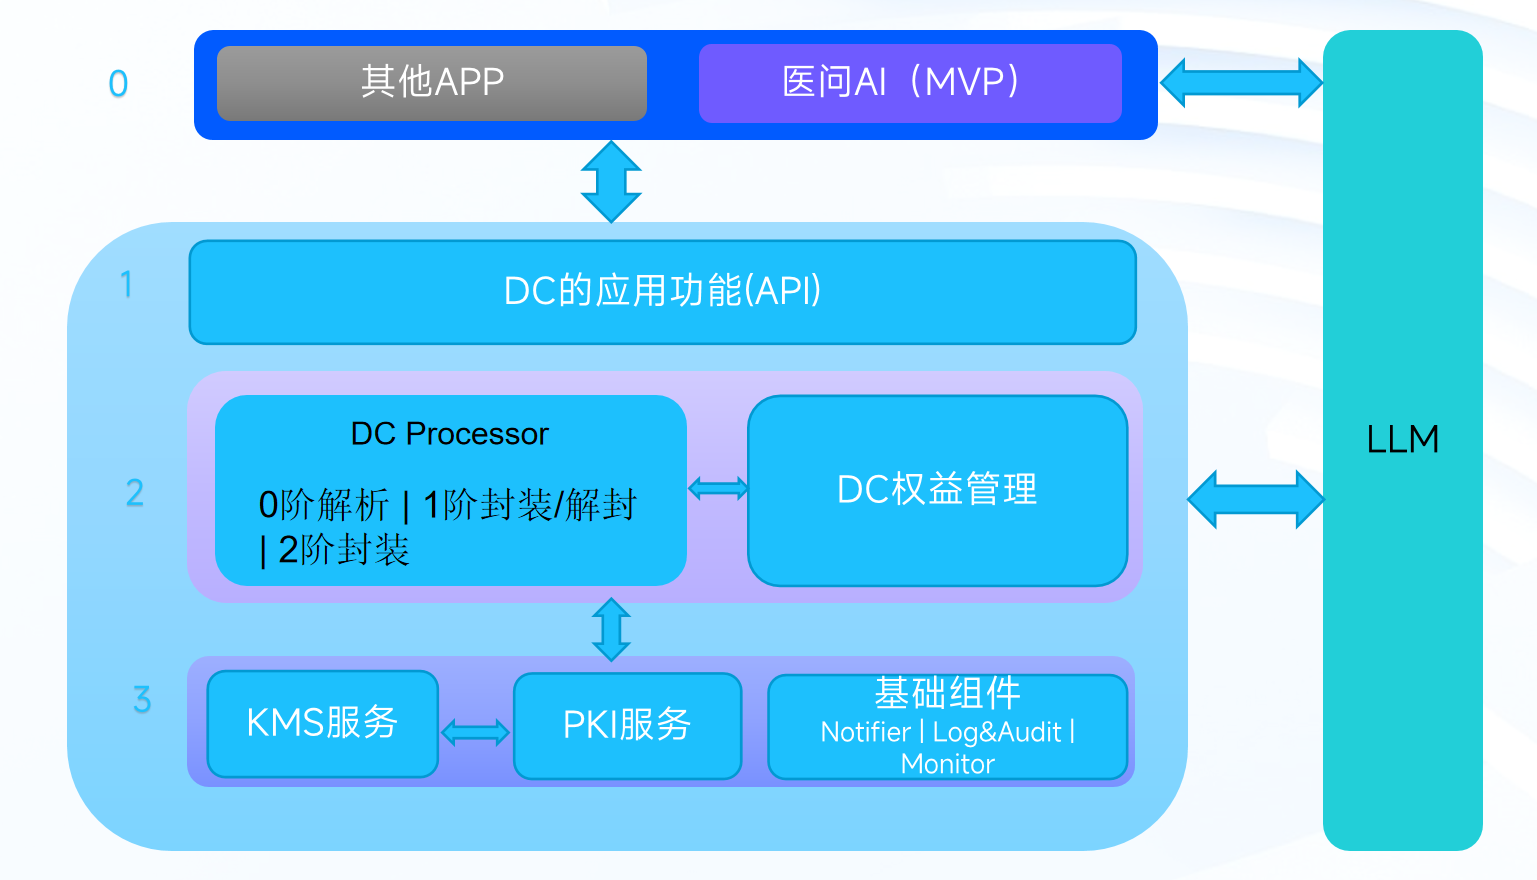 0
其他APP
医问AI（MVP）
1
DC的应用功能(API)
2
DC Processor
0阶解析 | 1阶封装/解封
| 2阶封装
DC权益管理
LLM
3
KMS服务
PKI服务
基础组件
Notifier | Log&Audit |
Monitor